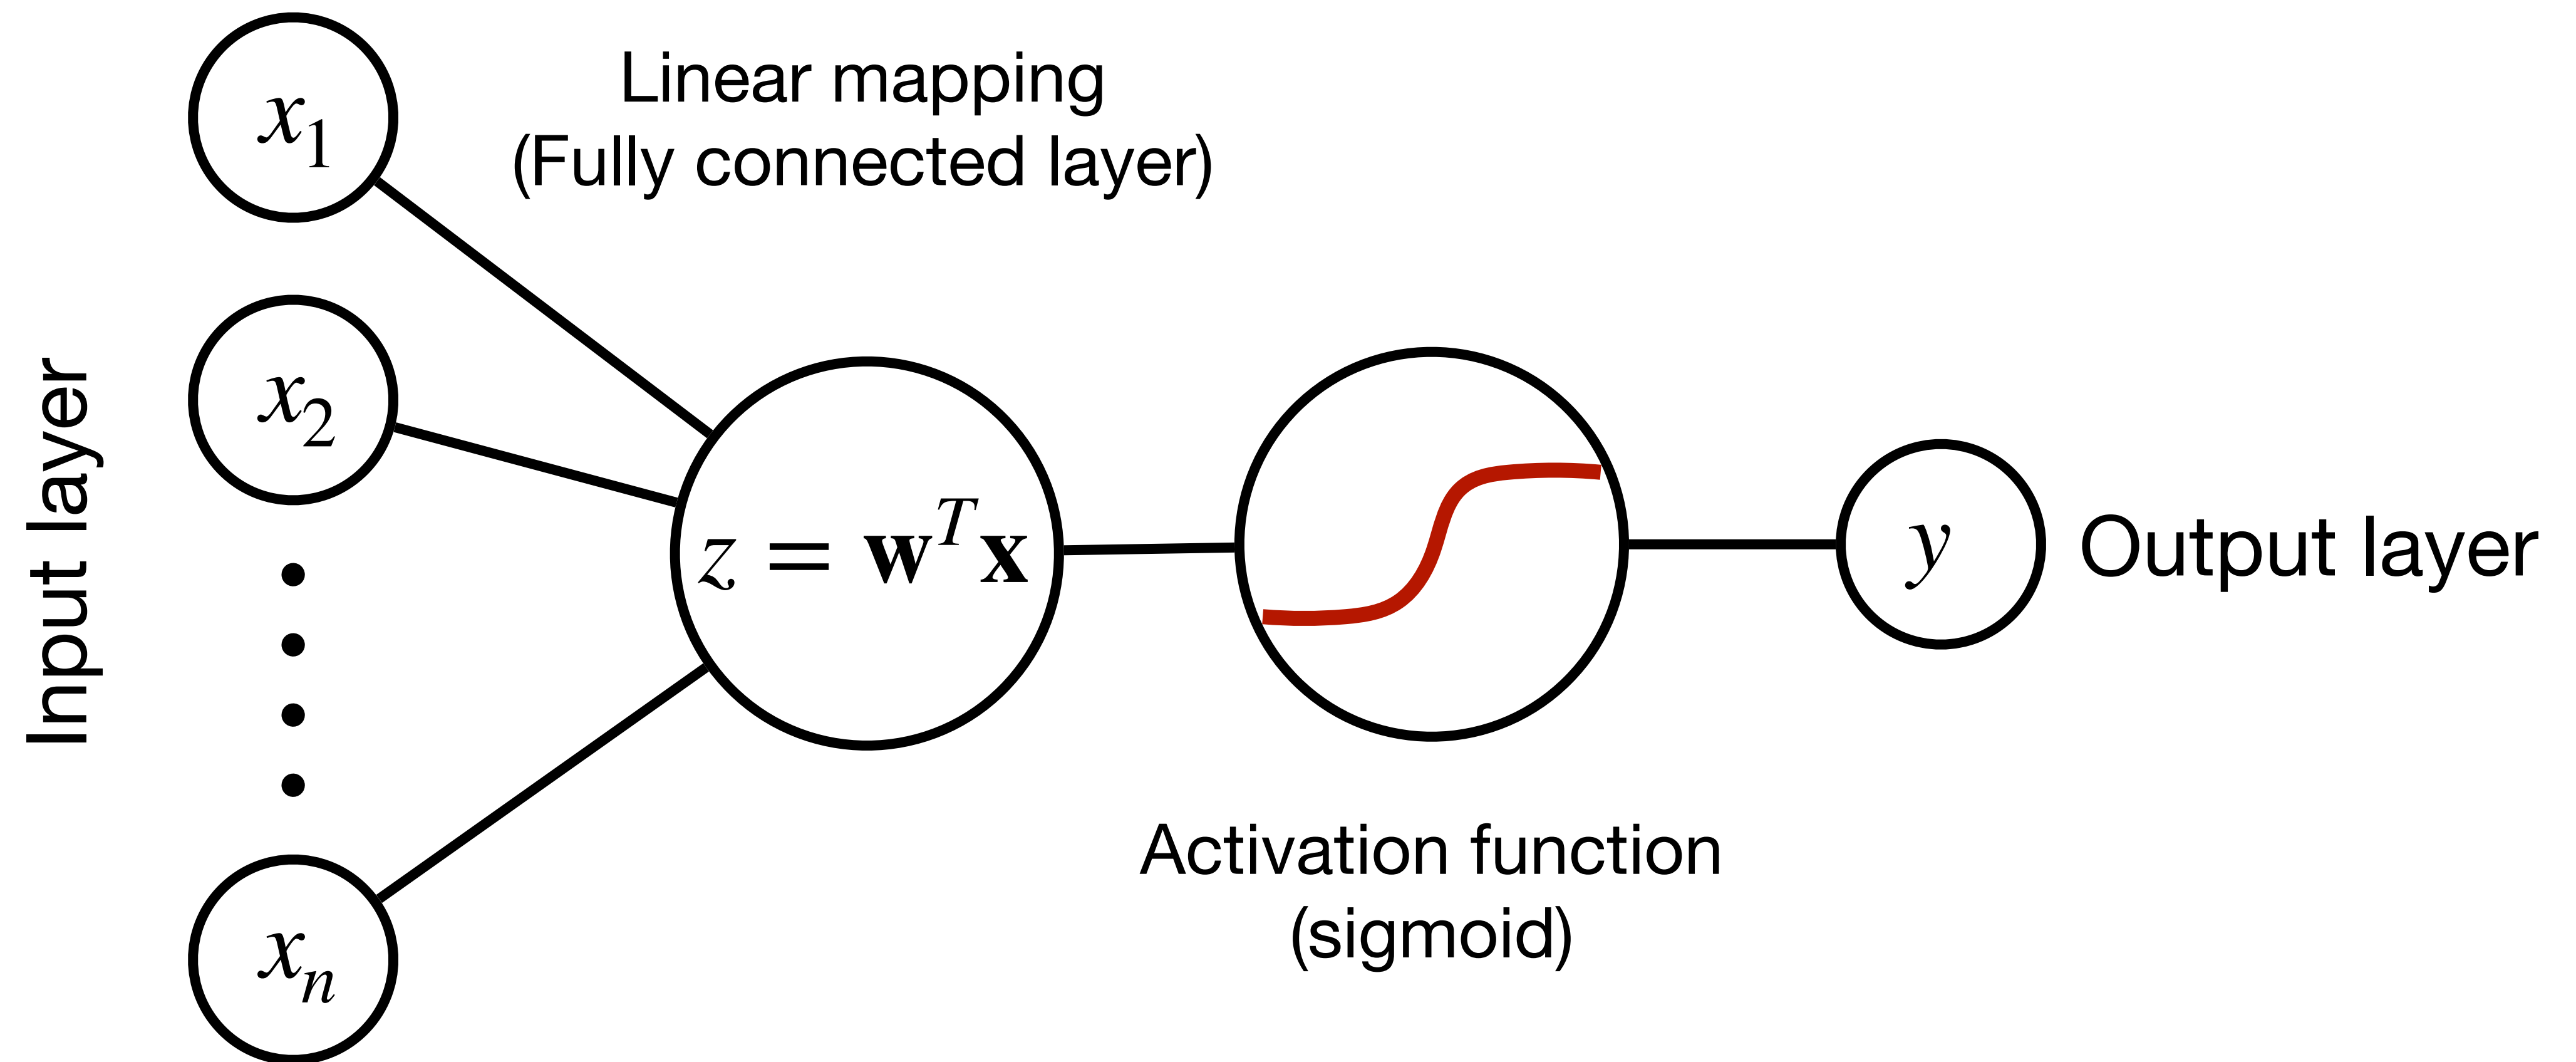 x₁
Linear mapping
(Fully connected layer)
Input layer
x₂
z = 𝐰ᵀ𝐱
y
Output layer
Activation function
(sigmoid)
xₙ